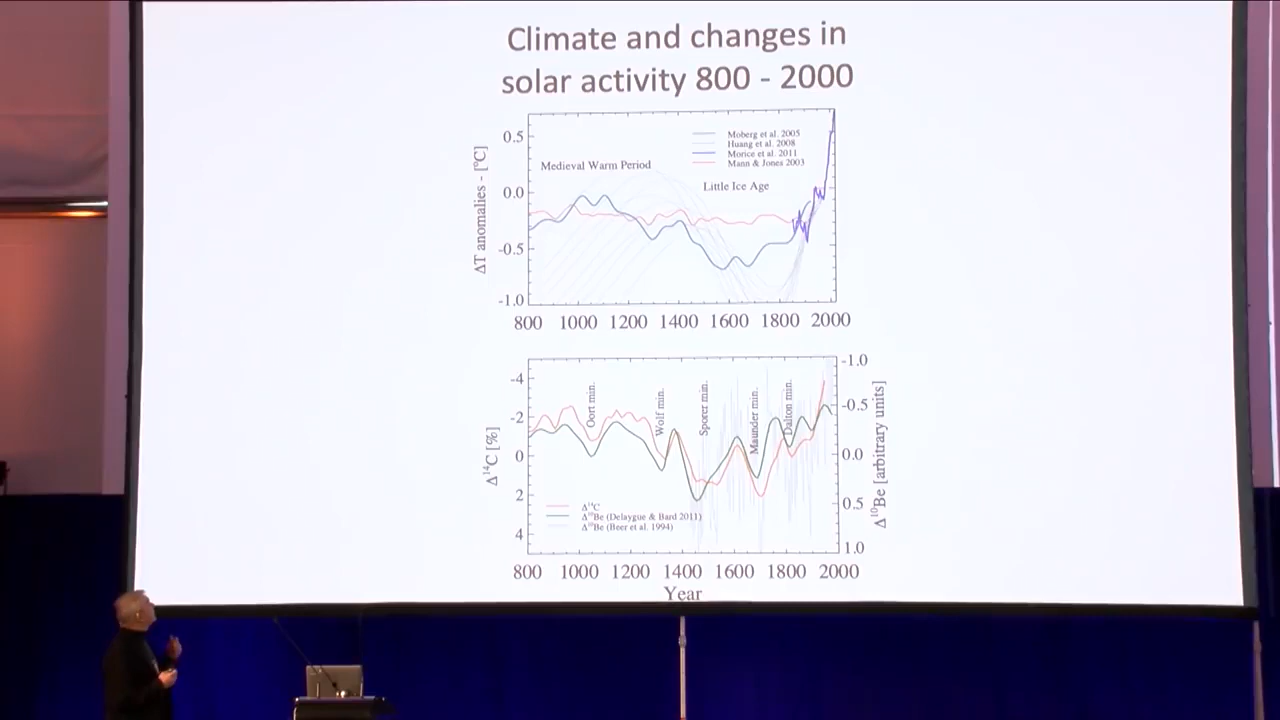 Climate and changes in
solar activity 800 - 2000
0.5
0.0
-0.5
-1.0
ΔT anomalies - [°C]
Medieval Warm Period
Little Ice Age
Moberg et al. 2005
Huang et al. 2008
Morice et al. 2011
Mann & Jones 2003
800 1000 1200 1400 1600 1800 2000
-4
-2
0
2
4
Δ¹⁴C [%]
Oort min.
Wolf min.
Sporer min.
Maunder min.
Dalton min.
Δ¹⁴C
Δ¹⁰Be (Delaygue & Bard 2011)
Δ¹⁰Be (Beer et al. 1994)
-1.0
-0.5
0.0
0.5
1.0
Δ¹⁰Be [arbitrary units]
800 1000 1200 1400 1600 1800 2000
Year